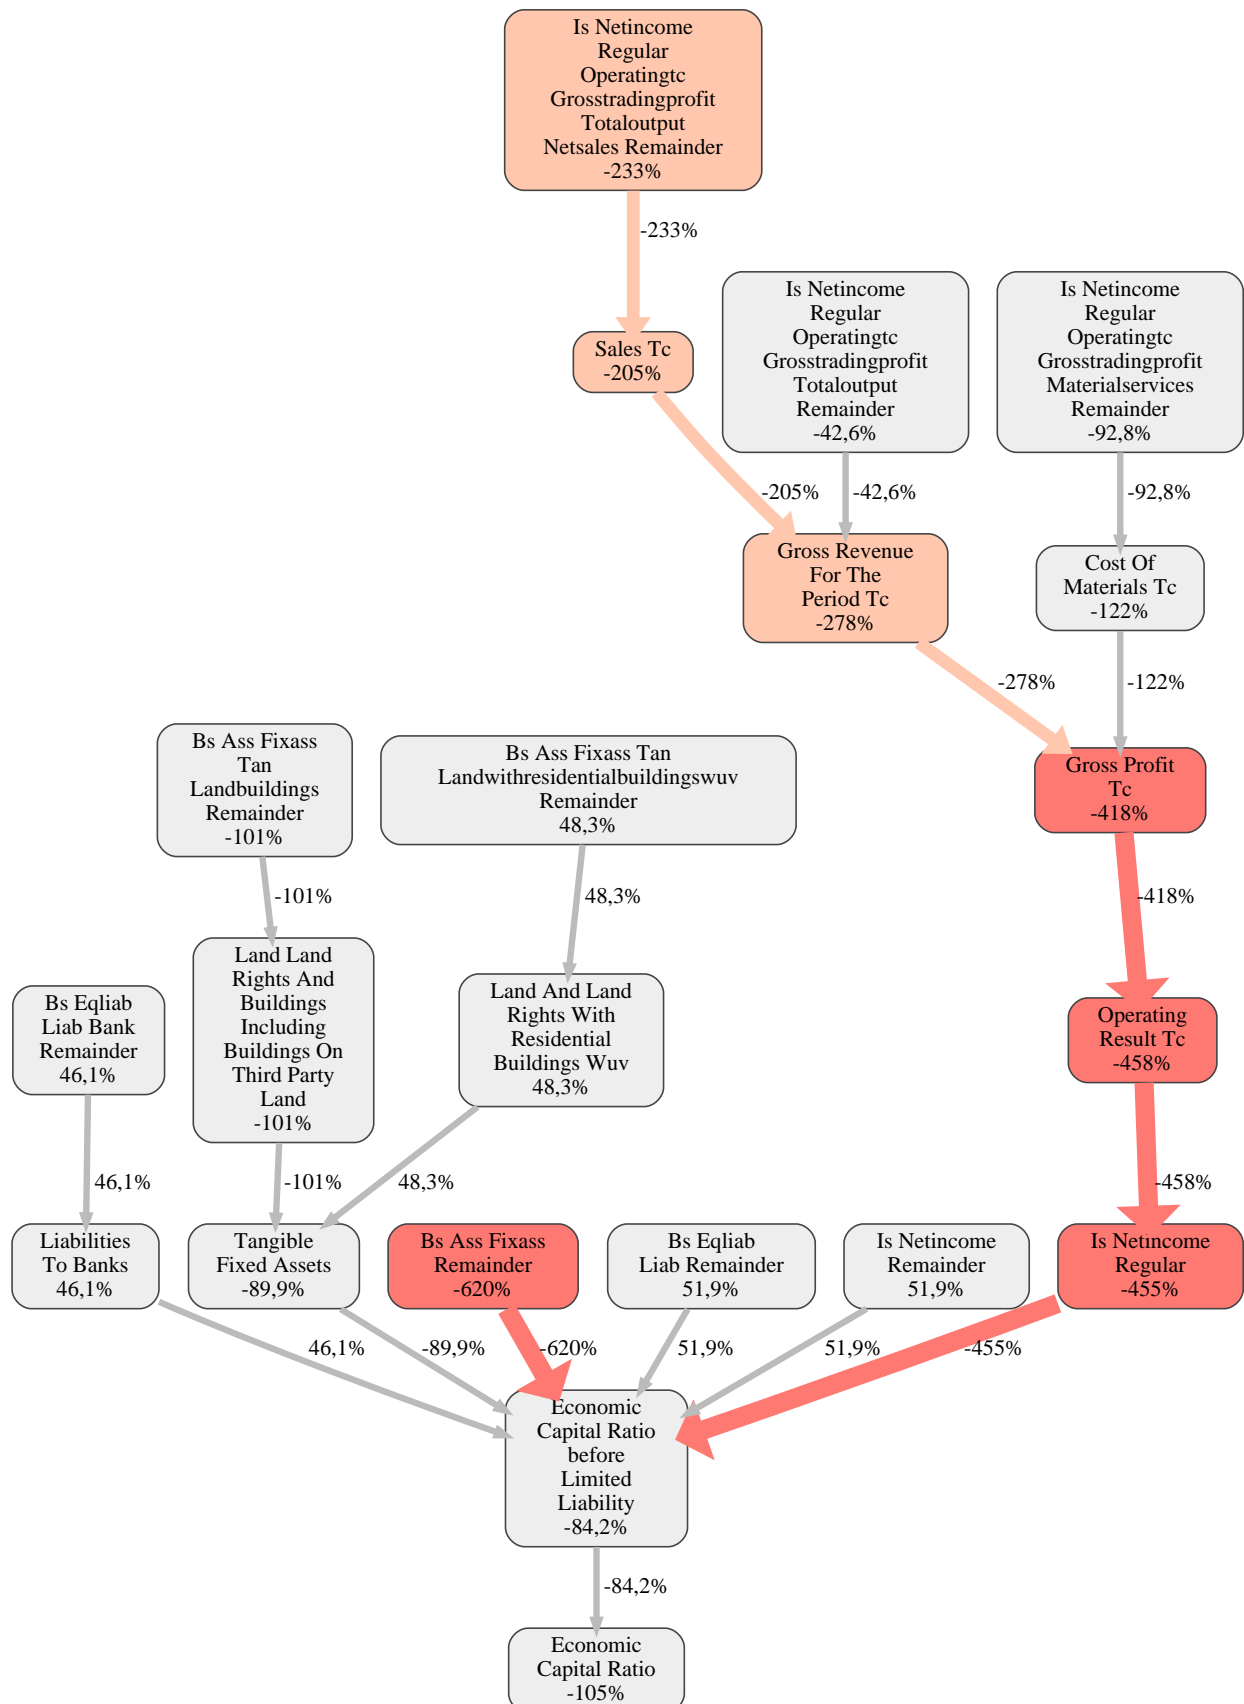 Is Netincome
Regular
Operatingtc
Grosstradingprofit
Totaloutput
Netsales Remainder
-233%
-233%
Sales Tc
-205%
Is Netincome
Regular
Operatingtc
Grosstradingprofit
Totaloutput
Remainder
-42,6%
Is Netincome
Regular
Operatingtc
Grosstradingprofit
Materialservices
Remainder
-92,8%
-205%
-42,6%
-92,8%
Gross Revenue
For The
Period Tc
-278%
Cost Of
Materials Tc
-122%
-278%
-122%
Bs Ass Fixass
Tan
Landbuildings
Remainder
-101%
Bs Ass Fixass Tan
Landwithresidentialbuildingswuv
Remainder
48,3%
Gross Profit
Tc
-418%
-101%
48,3%
-418%
Bs Eqliab
Liab Bank
Remainder
46,1%
Land Land
Rights And
Buildings
Including
Buildings On
Third Party
Land
-101%
Land And Land
Rights With
Residential
Buildings Wuv
48,3%
Operating
Result Tc
-458%
46,1%
-101%
48,3%
-458%
Liabilities
To Banks
46,1%
Tangible
Fixed Assets
-89,9%
Bs Ass Fixass
Remainder
-620%
Bs Eqliab
Liab Remainder
51,9%
Is Netincome
Remainder
51,9%
Is Netincome
Regular
-455%
46,1%
-89,9%
-620%
51,9%
51,9%
-455%
Economic
Capital Ratio
before
Limited
Liability
-84,2%
-84,2%
Economic
Capital Ratio
-105%